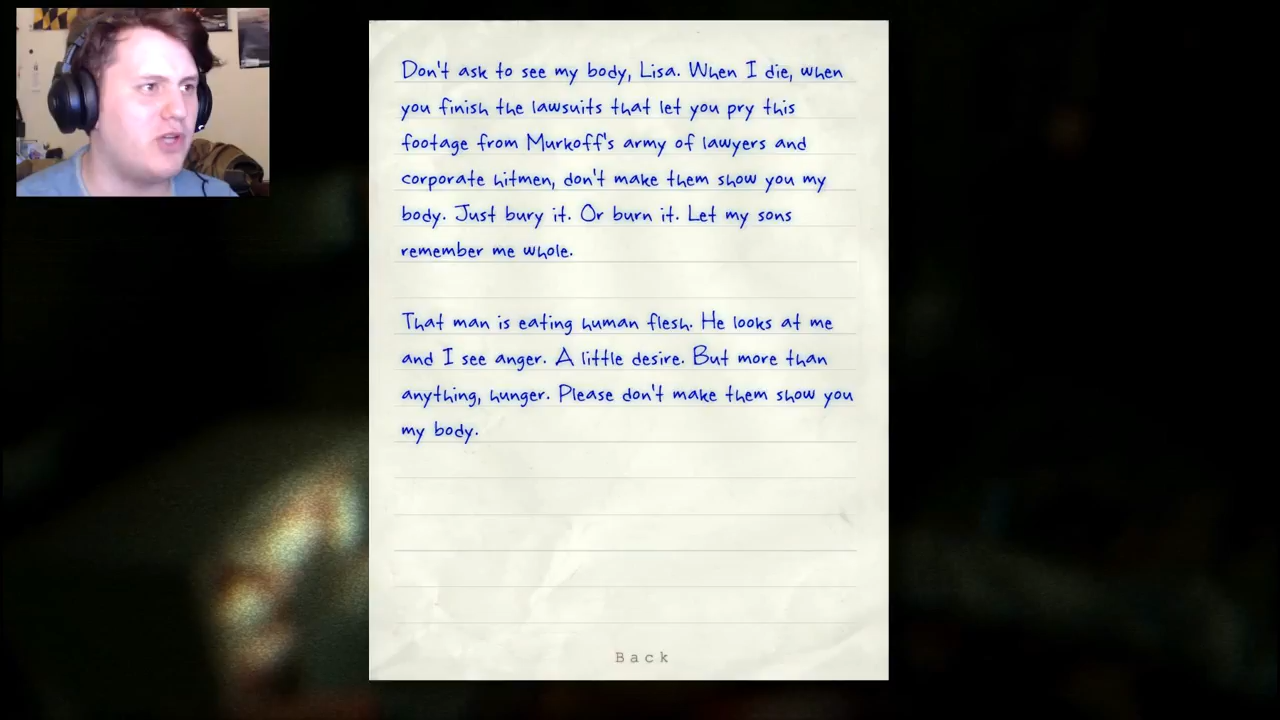 Don't ask to see my body, Lisa. When I die, when
you finish the lawsuits that let you pry this
footage from Murkoff's army of lawyers and
corporate hitmen, don't make them show you my
body. Just bury it. Or burn it. Let my sons
remember me whole.
That man is eating human flesh. He looks at me
and I see anger. A little desire. But more than
anything, hunger. Please don't make them show you
my body.
Back